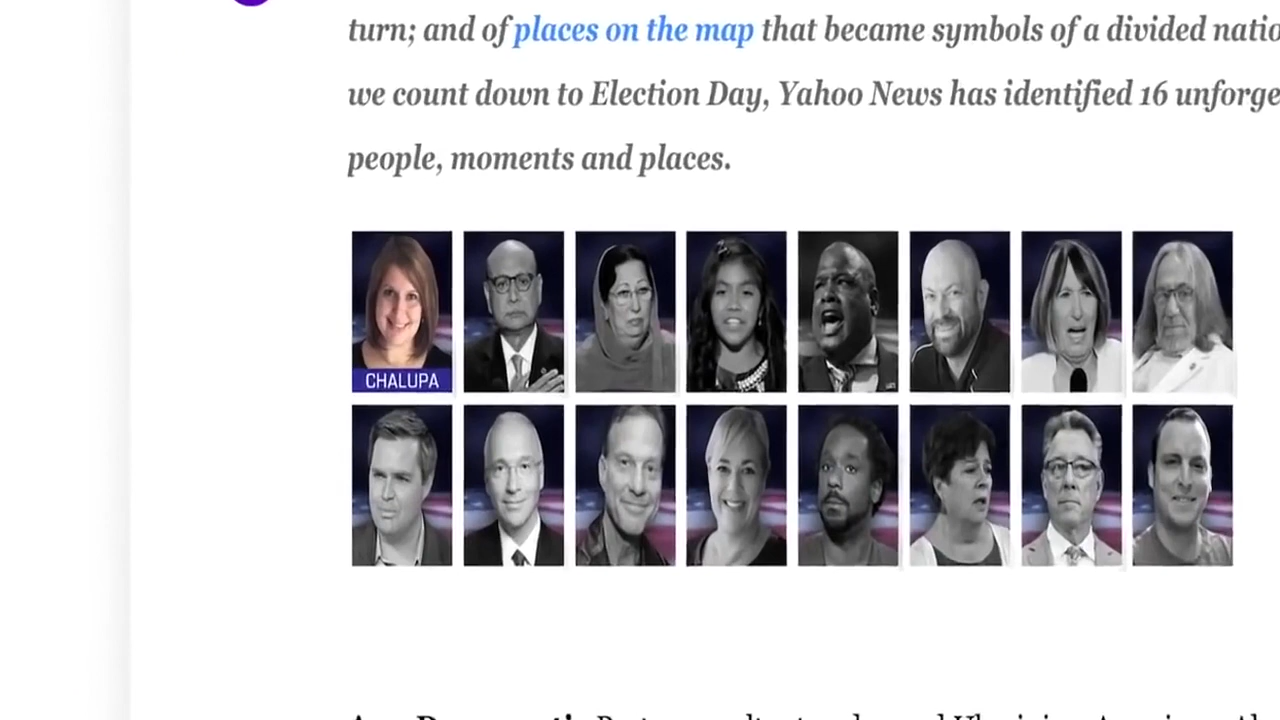 turn; and of places on the map that became symbols of a divided natio
we count down to Election Day, Yahoo News has identified 16 unforge
people, moments and places.
CHALUPA